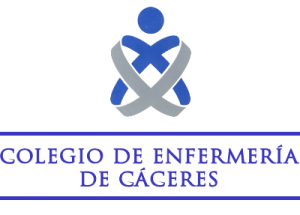 COLEGIO DE ENFERMERÍA
DE CÁCERES